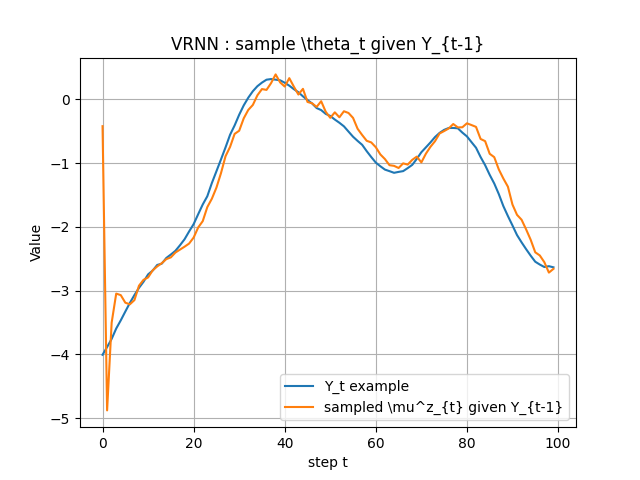 VRNN : sample \theta_t given Y_{t-1}
Value
0
−1
−2
−3
−4
−5
Y_t example
sampled \mu^z_{t} given Y_{t-1}
0 20 40 60 80 100
step t